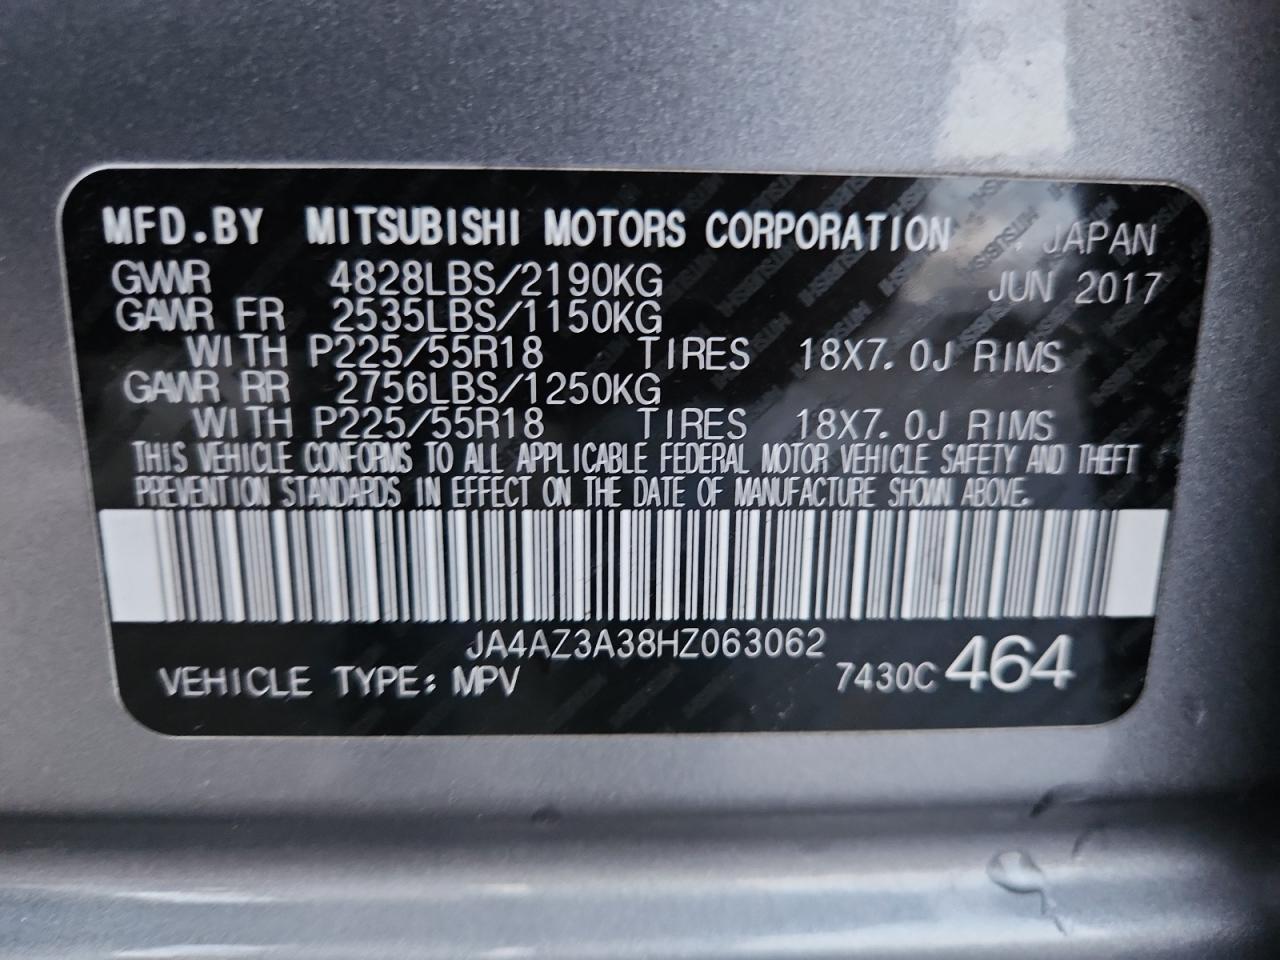 MFD.BY MITSUBISHI MOTORS CORPORATION JAPAN
GVWR 4828LBS/2190KG JUN 2017
GAWR FR 2535LBS/1150KG
WITH P225/55R18 TIRES 18X7.0J RIMS
GAWR RR 2756LBS/1250KG
WITH P225/55R18 TIRES 18X7.0J RIMS
THIS VEHICLE CONFORMS TO ALL APPLICABLE FEDERAL MOTOR VEHICLE SAFETY AND THEFT
PREVENTION STANDARDS IN EFFECT ON THE DATE OF MANUFACTURE SHOWN ABOVE.
JA4AZ3A38HZ063062
VEHICLE TYPE: MPV 7430C 464